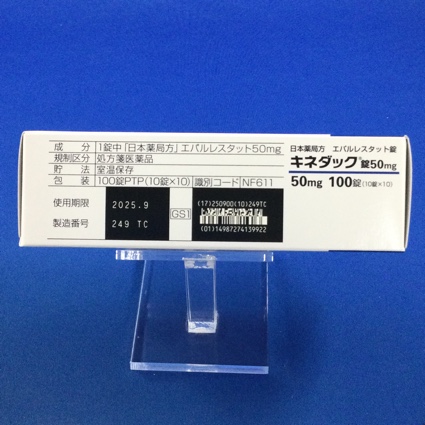 成分 1錠中「日本薬局方」エパルレスタット50mg
規制区分 処方箋医薬品
貯法 室温保存
包装 100錠PTP(10錠×10) 識別コード NF611
使用期限 2025.9
製造番号 249 TC
GS1
(17)250900(10)249TC
(01)14987274139922
日本薬局方 エパルレスタット錠
キネダック®錠50mg
50mg 100錠(10錠×10)